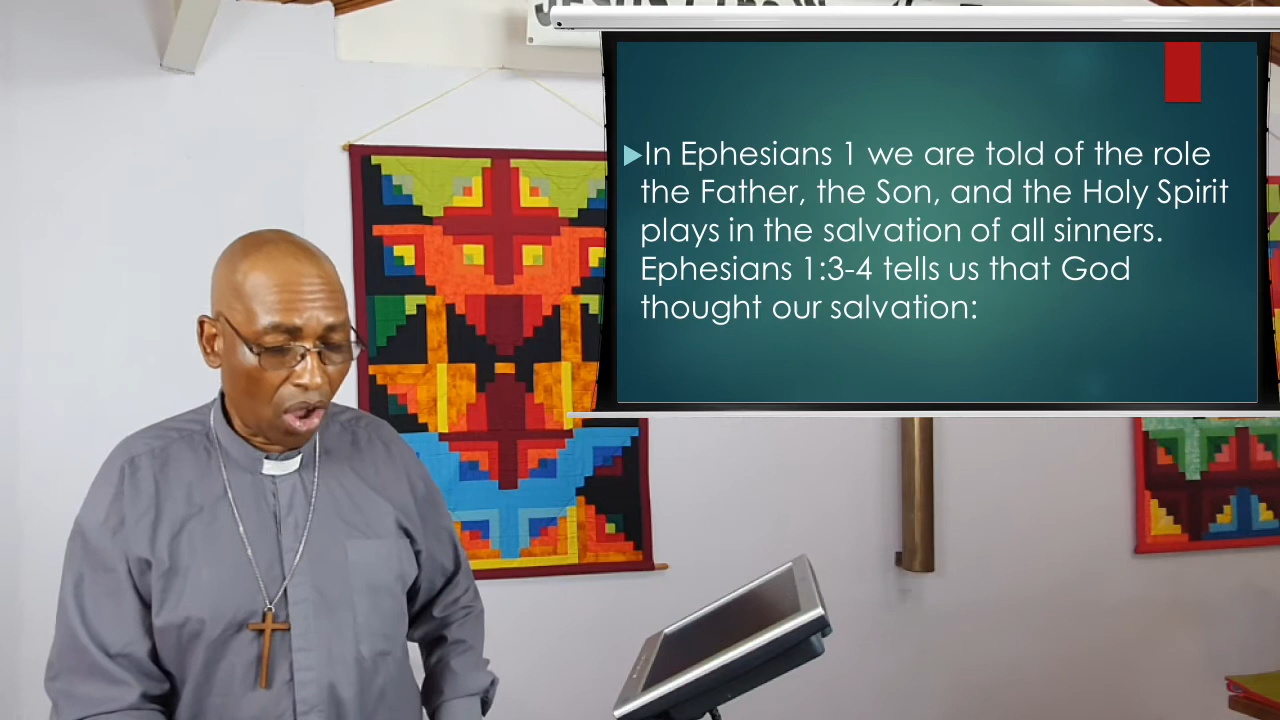 In Ephesians 1 we are told of the role
the Father, the Son, and the Holy Spirit
plays in the salvation of all sinners.
Ephesians 1:3-4 tells us that God
thought our salvation: